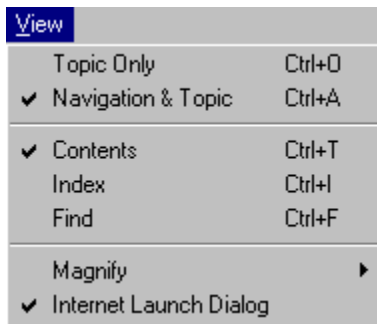 View
Topic Only Ctrl+O
Navigation & Topic Ctrl+A
Contents Ctrl+T
Index Ctrl+I
Find Ctrl+F
Magnify
Internet Launch Dialog